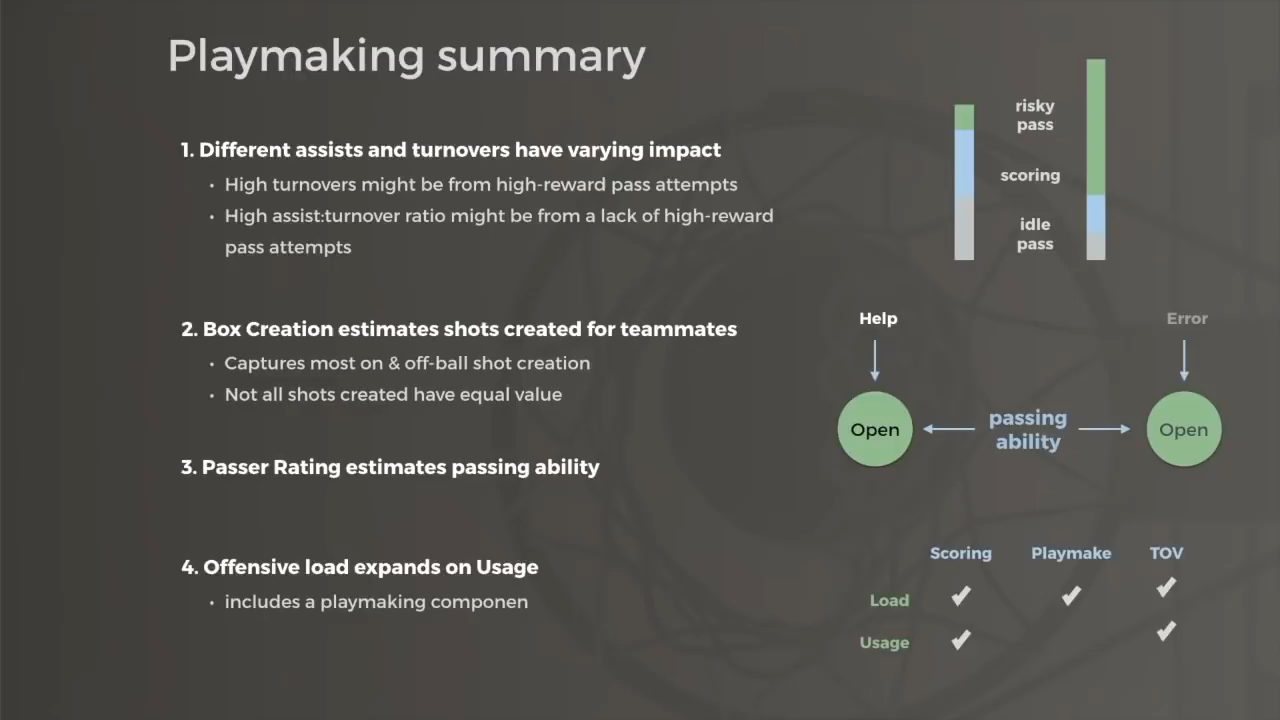 Playmaking summary
1. Different assists and turnovers have varying impact
• High turnovers might be from high-reward pass attempts
• High assist:turnover ratio might be from a lack of high-reward
pass attempts
risky
pass
scoring
idle
pass
2. Box Creation estimates shots created for teammates
• Captures most on & off-ball shot creation
• Not all shots created have equal value
Help
Error
Open
passing
ability
Open
3. Passer Rating estimates passing ability
4. Offensive load expands on Usage
• includes a playmaking componen
Scoring Playmake TOV
Load ✔ ✔ ✔
Usage ✔ ✔